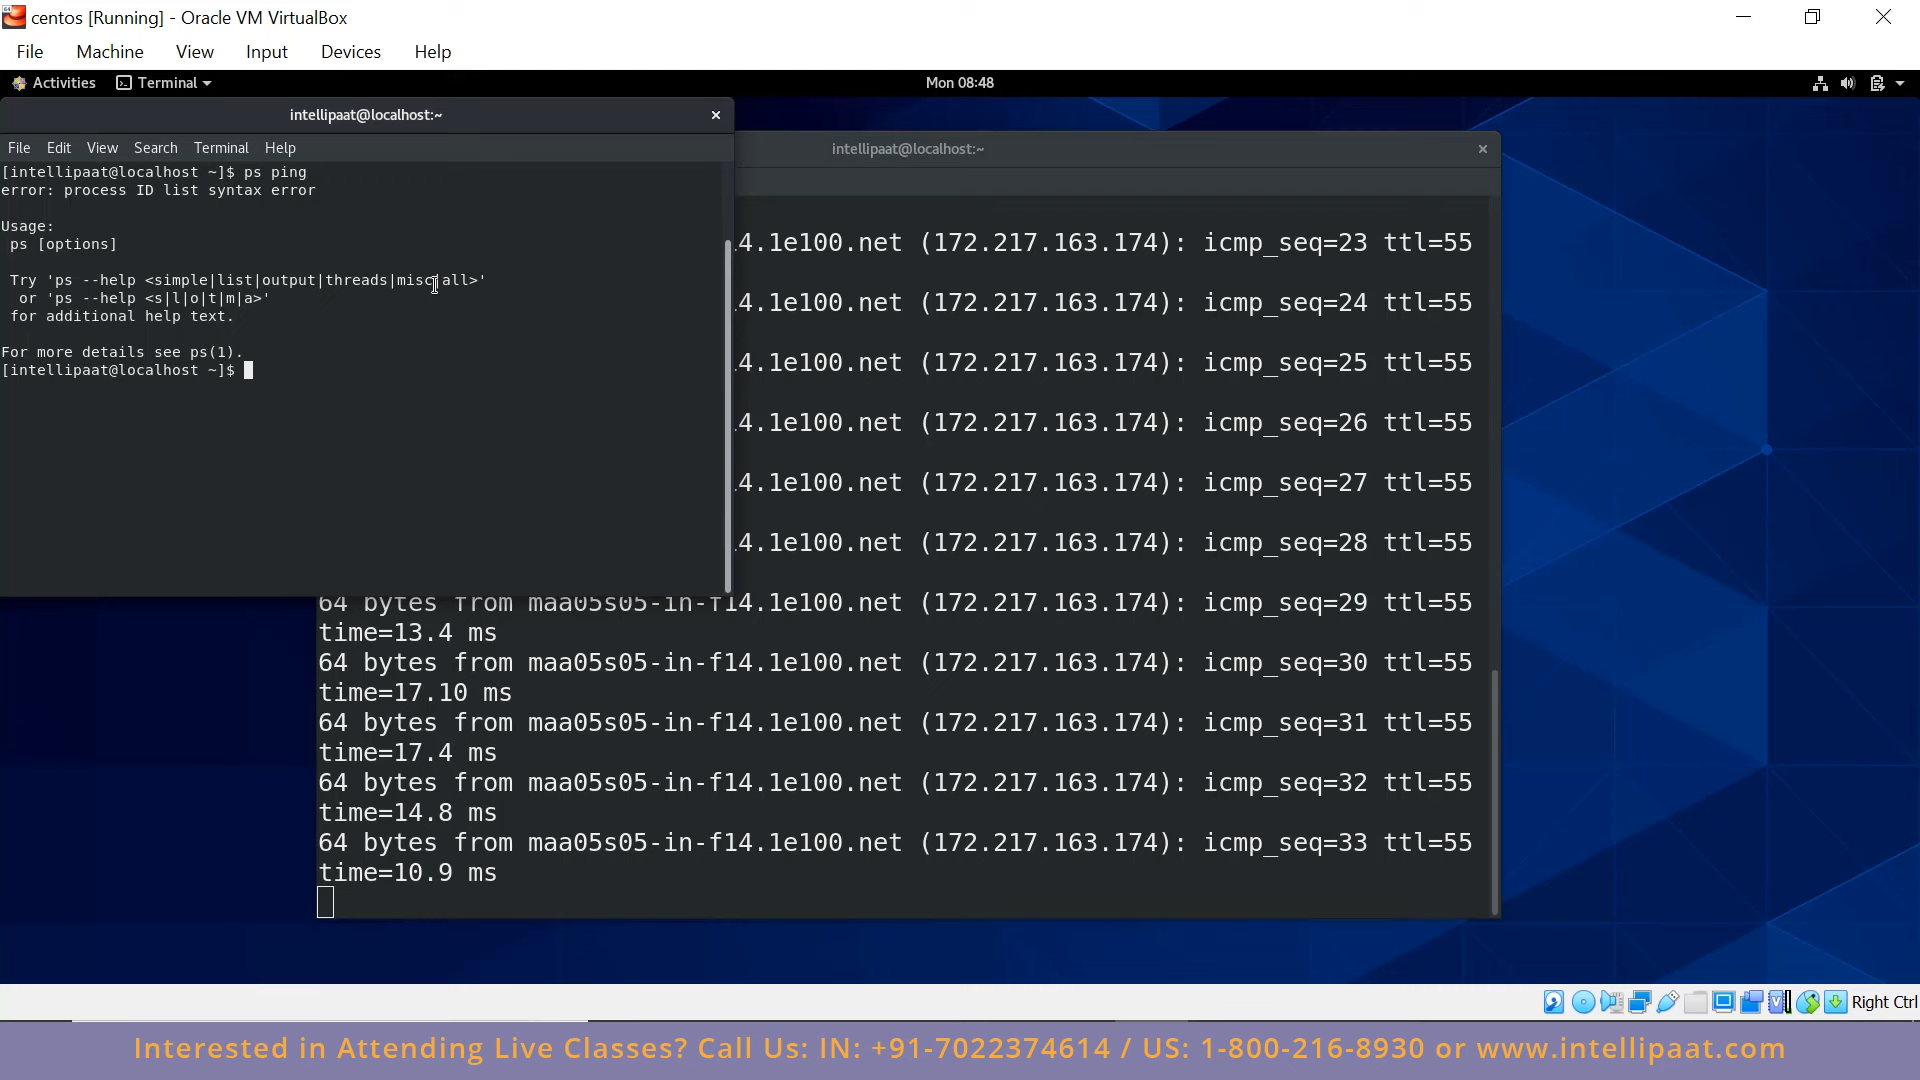 centos [Running] - Oracle VM VirtualBox
File Machine View Input Devices Help
Activities Terminal Mon 08:48
intellipaat@localhost:~
File Edit View Search Terminal Help
[intellipaat@localhost ~]$ ps ping
error: process ID list syntax error
Usage:
ps [options]
Try 'ps --help <simple|list|output|threads|misc|all>'
or 'ps --help <s|l|o|t|m|a>'
for additional help text.
For more details see ps(1).
[intellipaat@localhost ~]$
intellipaat@localhost:~
4.1e100.net (172.217.163.174): icmp_seq=23 ttl=55
4.1e100.net (172.217.163.174): icmp_seq=24 ttl=55
4.1e100.net (172.217.163.174): icmp_seq=25 ttl=55
4.1e100.net (172.217.163.174): icmp_seq=26 ttl=55
4.1e100.net (172.217.163.174): icmp_seq=27 ttl=55
4.1e100.net (172.217.163.174): icmp_seq=28 ttl=55
64 bytes from maa05s05-in-f14.1e100.net (172.217.163.174): icmp_seq=29 ttl=55
time=13.4 ms
64 bytes from maa05s05-in-f14.1e100.net (172.217.163.174): icmp_seq=30 ttl=55
time=17.10 ms
64 bytes from maa05s05-in-f14.1e100.net (172.217.163.174): icmp_seq=31 ttl=55
time=17.4 ms
64 bytes from maa05s05-in-f14.1e100.net (172.217.163.174): icmp_seq=32 ttl=55
time=14.8 ms
64 bytes from maa05s05-in-f14.1e100.net (172.217.163.174): icmp_seq=33 ttl=55
time=10.9 ms
Right Ctrl
Interested in Attending Live Classes? Call Us: IN: +91-7022374614 / US: 1-800-216-8930 or www.intellipaat.com